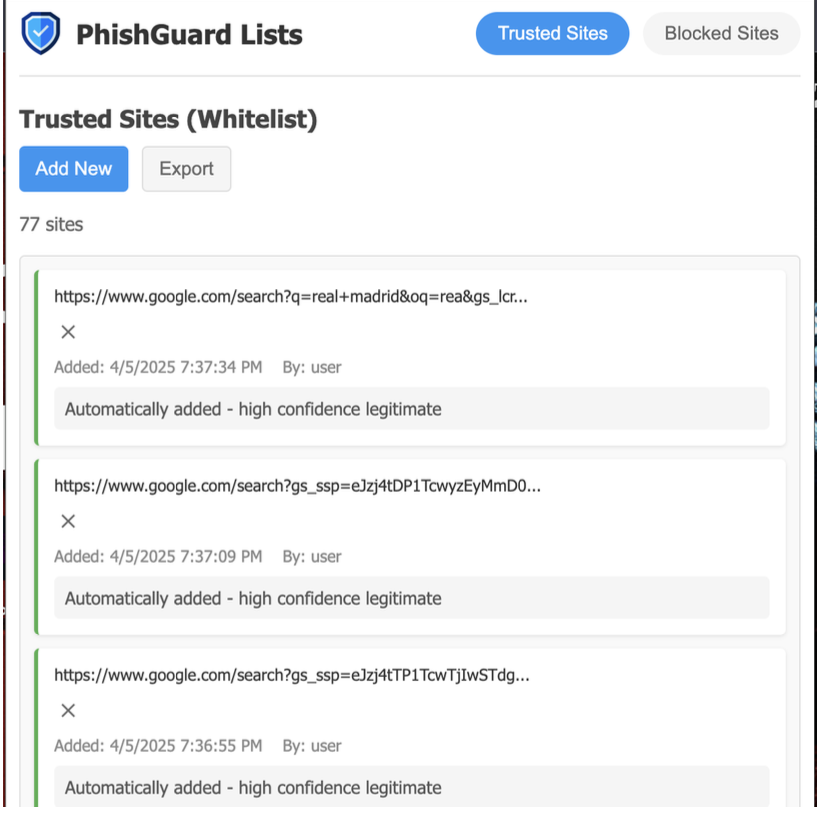 PhishGuard Lists
Trusted Sites
Blocked Sites
Trusted Sites (Whitelist)
Add New
Export
77 sites
https://www.google.com/search?q=real+madrid&oq=rea&gs_lcr...
Added: 4/5/2025 7:37:34 PM By: user
Automatically added - high confidence legitimate
https://www.google.com/search?gs_ssp=eJzj4tDP1TcwyzEyMmD0...
Added: 4/5/2025 7:37:09 PM By: user
Automatically added - high confidence legitimate
https://www.google.com/search?gs_ssp=eJzj4tTP1TcwTjIwSTdg...
Added: 4/5/2025 7:36:55 PM By: user
Automatically added - high confidence legitimate